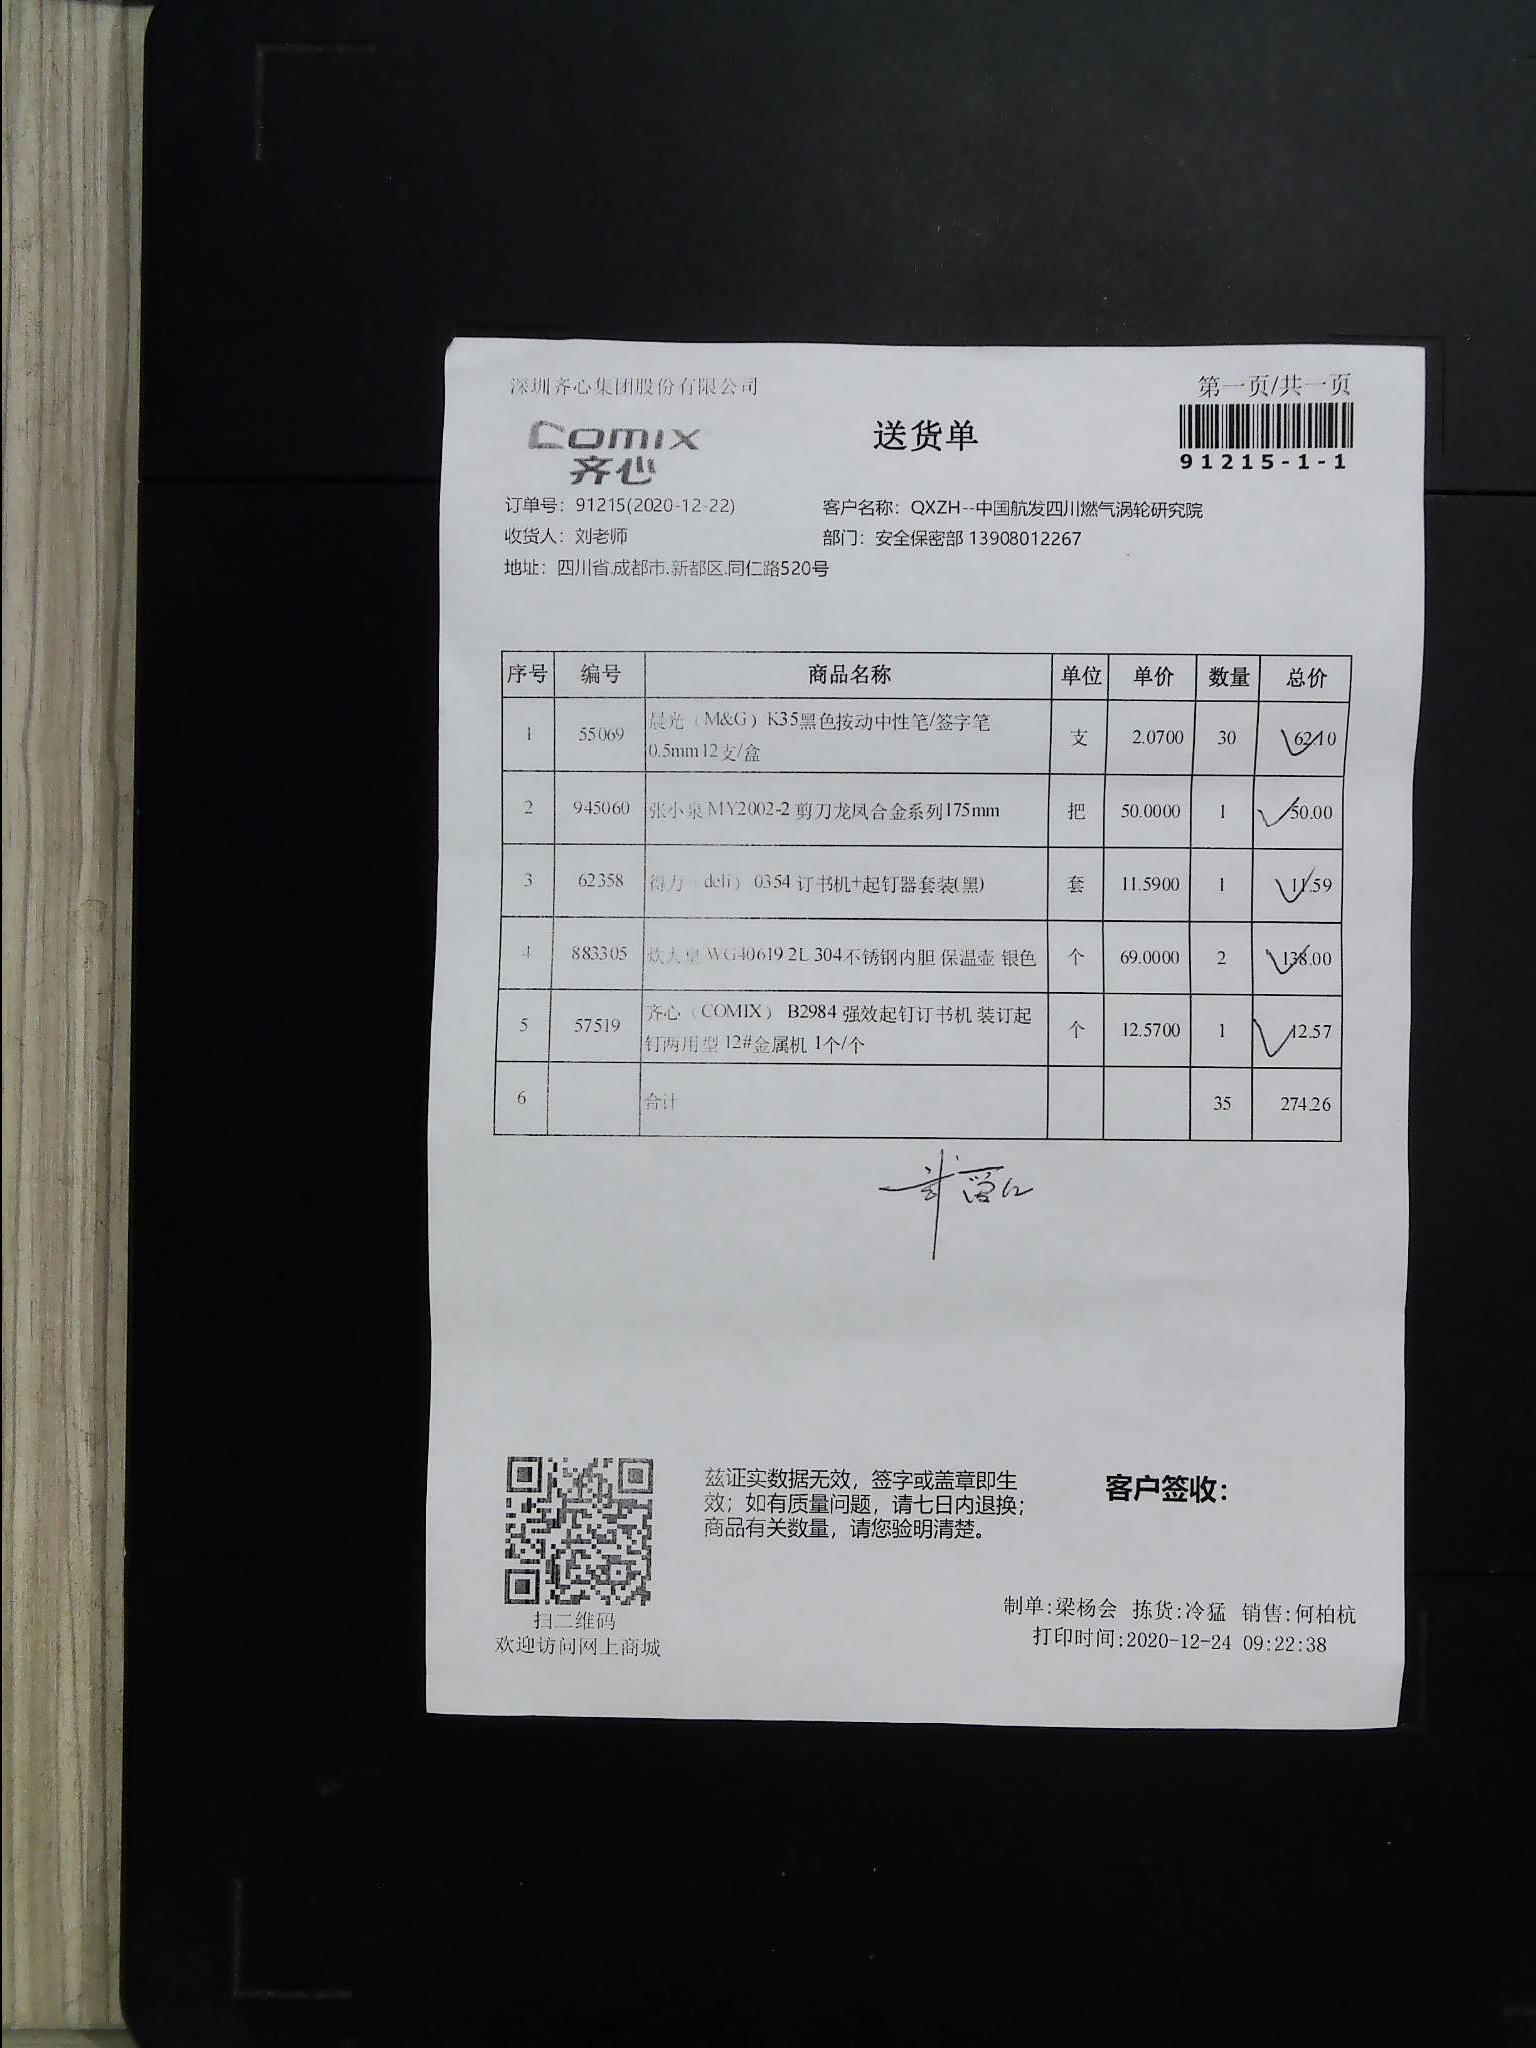 深圳齐心集团股份有限公司
第一页/共一页
comix
齐心
送货单
91215-1-1
订单号：91215(2020-12-22)
客户名称：QXZH--中国航发四川燃气涡轮研究院
收货人：刘老师
部门：安全保密部 13908012267
地址：四川省.成都市.新都区.同仁路520号
序号 编号 商品名称 单位 单价 数量 总价
1 55069 晨光（M&G）K35黑色按动中性笔/签字笔 0.5mm12支/盒 支 2.0700 30 62.10
2 945060 张小泉 MY2002-2 剪刀龙凤合金系列175mm 把 50.0000 1 50.00
3 62358 得力（deli）0354 订书机+起钉器套装(黑) 套 11.5900 1 11.59
4 883305 炊大皇 WG40619 2L 304不锈钢内胆 保温壶 银色 个 69.0000 2 138.00
5 57519 齐心（COMIX） B2984 强效起钉订书机 装订起钉两用型 12#金属机 1个/个 个 12.5700 1 12.57
6 合计 35 274.26
兹证实数据无效，签字或盖章即生
效；如有质量问题，请七日内退换；
商品有关数量，请您验明清楚。
客户签收：
扫二维码
欢迎访问网上商城
制单:梁杨会 拣货:冷猛 销售:何柏杭
打印时间:2020-12-24 09:22:38